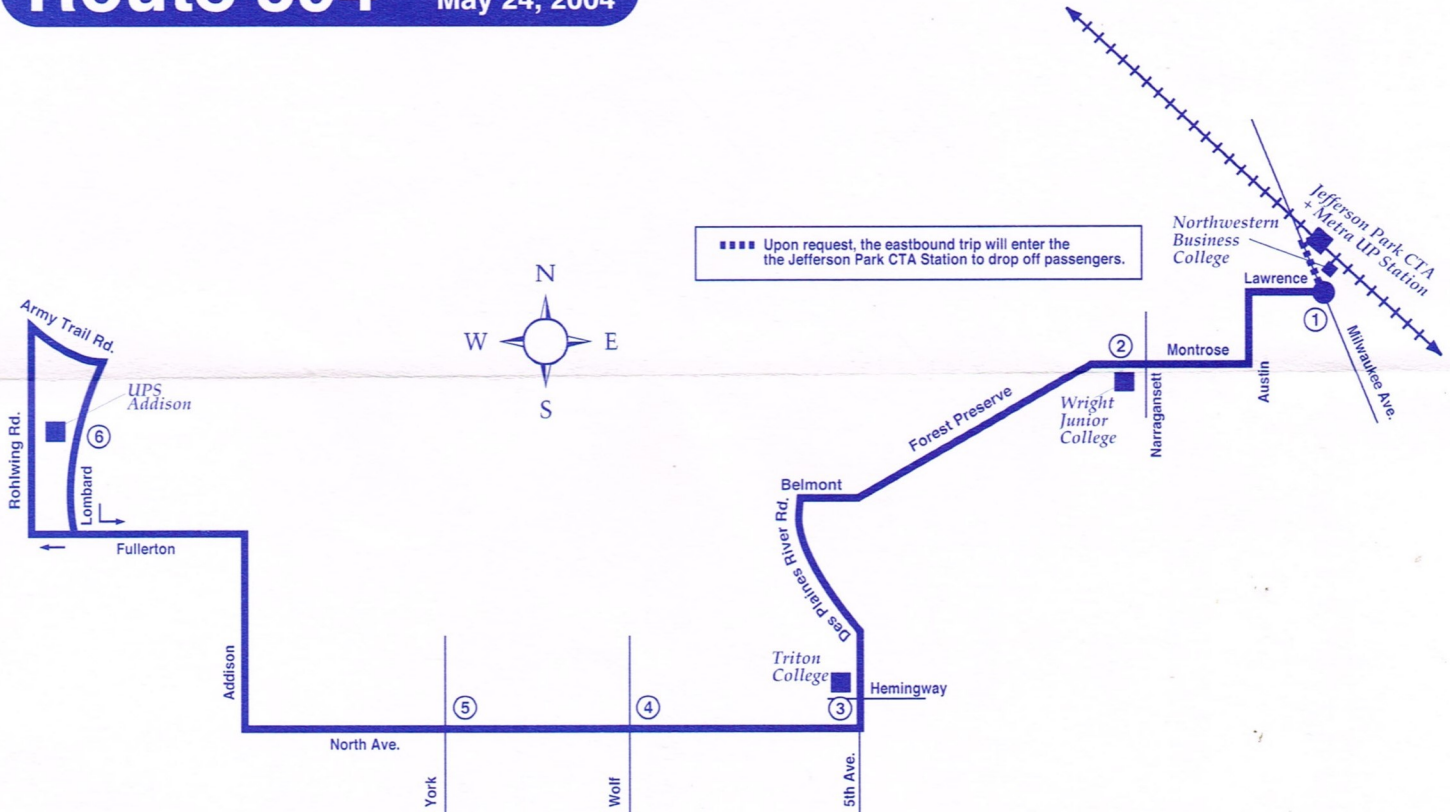 May 24, 2004
Jefferson Park CTA
+ Metra UP Station
Northwestern
Business
College
Upon request, the eastbound trip will enter the
the Jefferson Park CTA Station to drop off passengers.
Lawrence
N
W
E
S
Army Trail Rd.
1
Milwaukee Ave.
2
Montrose
Austin
Narragansett
UPS
Addison
Wright
Junior
College
Forest Preserve
Rohlwing Rd.
6
Lombard
Belmont
Des Plaines River Rd.
Fullerton
Addison
Triton
College
Hemingway
5
4
3
North Ave.
York
Wolf
5th Ave.